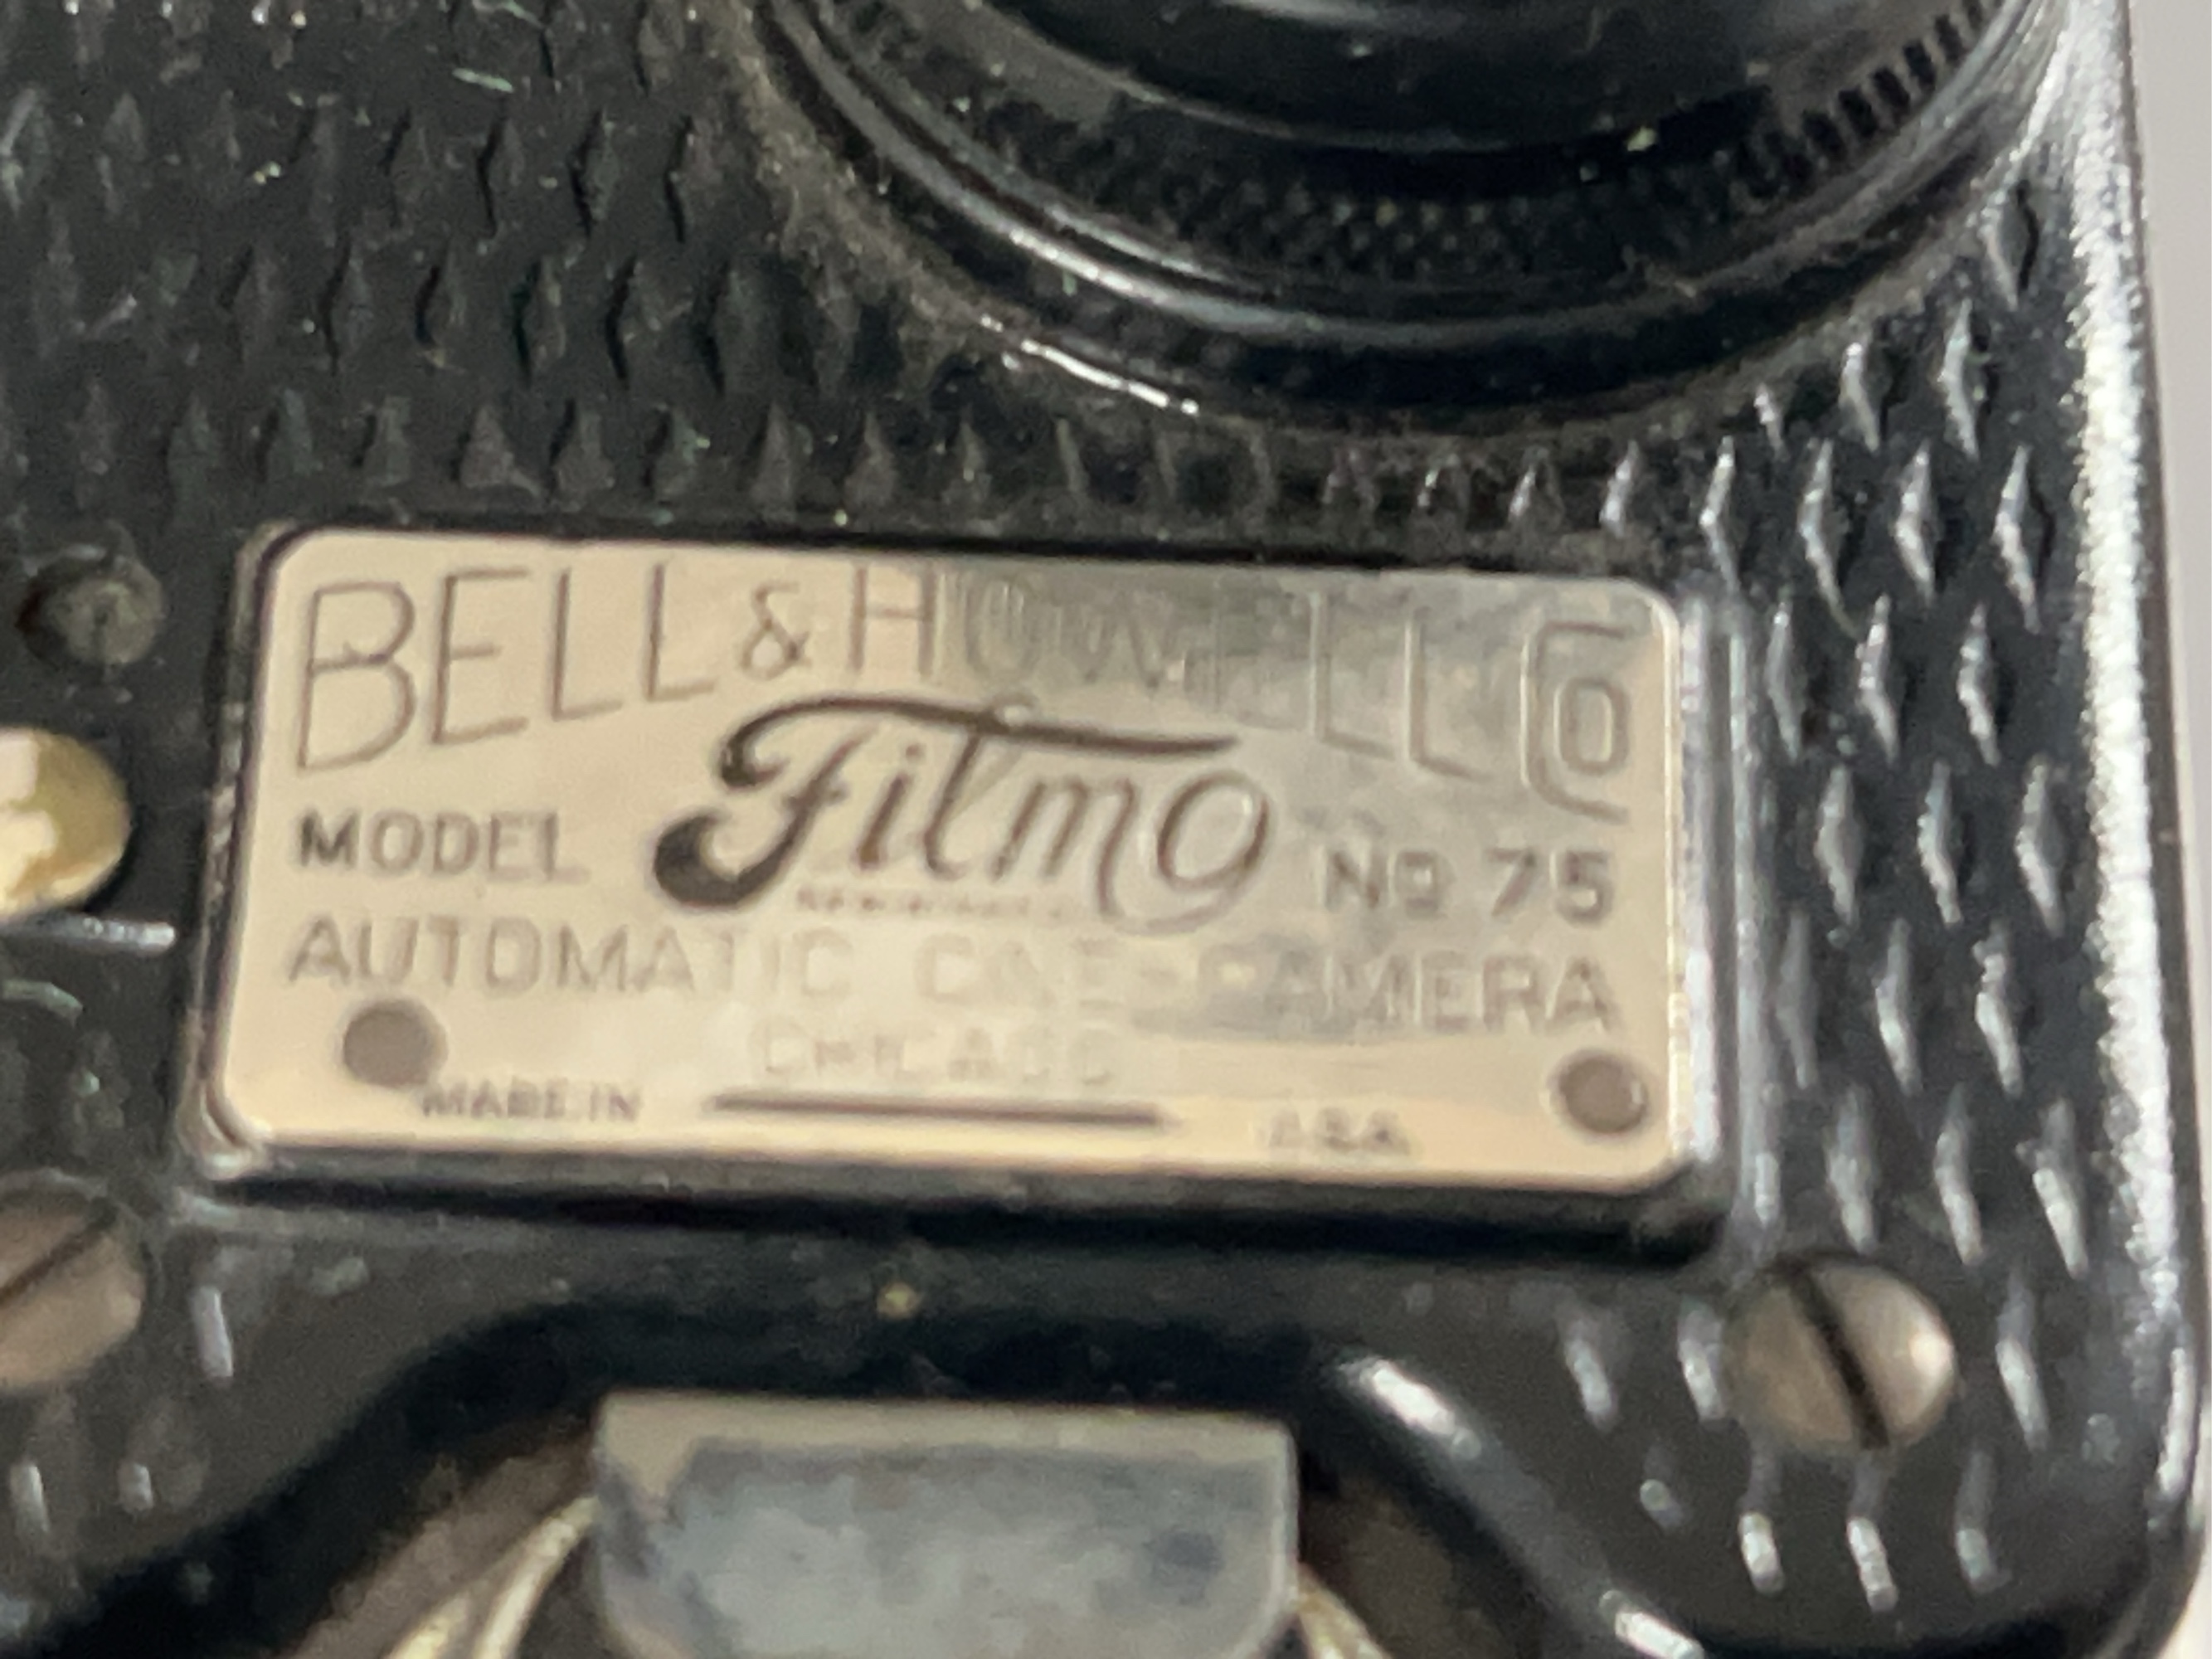 BELL & HOWELL Co
MODEL Filmo No 75
AUTOMATIC CINE-CAMERA
CHICAGO
MADE IN U.S.A.